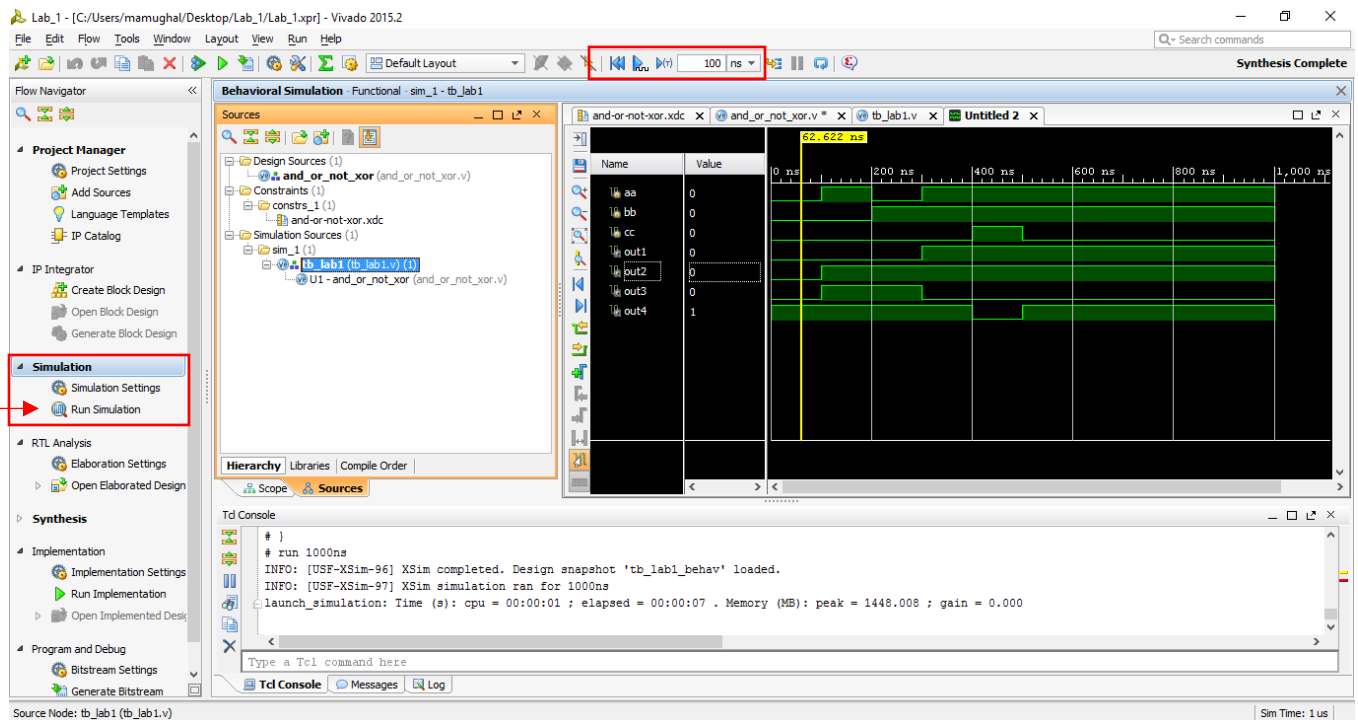 Lab_1 - [C:/Users/mamughal/Desktop/Lab_1/Lab_1.xpr] - Vivado 2015.2
File Edit Flow Tools Window Layout View Run Help
Search commands
Default Layout
100 ns
Synthesis Complete
Flow Navigator
Project Manager
Project Settings
Add Sources
Language Templates
IP Catalog
IP Integrator
Create Block Design
Open Block Design
Generate Block Design
Simulation
Simulation Settings
Run Simulation
RTL Analysis
Elaboration Settings
Open Elaborated Design
Synthesis
Implementation
Implementation Settings
Run Implementation
Open Implemented Desig
Program and Debug
Bitstream Settings
Generate Bitstream
Behavioral Simulation - Functional - sim_1 - tb_lab1
Sources
Design Sources (1)
and_or_not_xor (and_or_not_xor.v)
Constraints (1)
constrs_1 (1)
and-or-not-xor.xdc
Simulation Sources (1)
sim_1 (1)
tb_lab1 (tb_lab1.v) (1)
U1 - and_or_not_xor (and_or_not_xor.v)
Hierarchy Libraries Compile Order
Scope Sources
and-or-not-xor.xdc and_or_not_xor.v * tb_lab1.v Untitled 2
62.622 ns
Name Value
0 ns 200 ns 400 ns 600 ns 800 ns 1,000 ns
aa 0
bb 0
cc 0
out1 0
out2 0
out3 0
out4 1
Tcl Console
# }
# run 1000ns
INFO: [USF-XSim-96] XSim completed. Design snapshot 'tb_lab1_behav' loaded.
INFO: [USF-XSim-97] XSim simulation ran for 1000ns
launch_simulation: Time (s): cpu = 00:00:01 ; elapsed = 00:00:07 . Memory (MB): peak = 1448.008 ; gain = 0.000
Type a Tcl command here
Tcl Console Messages Log
Source Node: tb_lab1 (tb_lab1.v)
Sim Time: 1 us